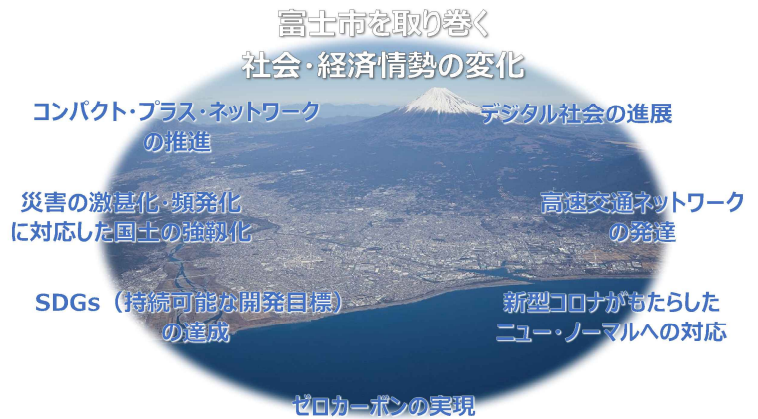 富士市を取り巻く
社会・経済情勢の変化
コンパクト・プラス・ネットワーク
の推進
デジタル社会の進展
災害の激甚化・頻発化
に対応した国土の強靱化
高速交通ネットワーク
の発達
SDGs（持続可能な開発目標）
の達成
新型コロナがもたらした
ニュー・ノーマルへの対応
ゼロカーボンの実現